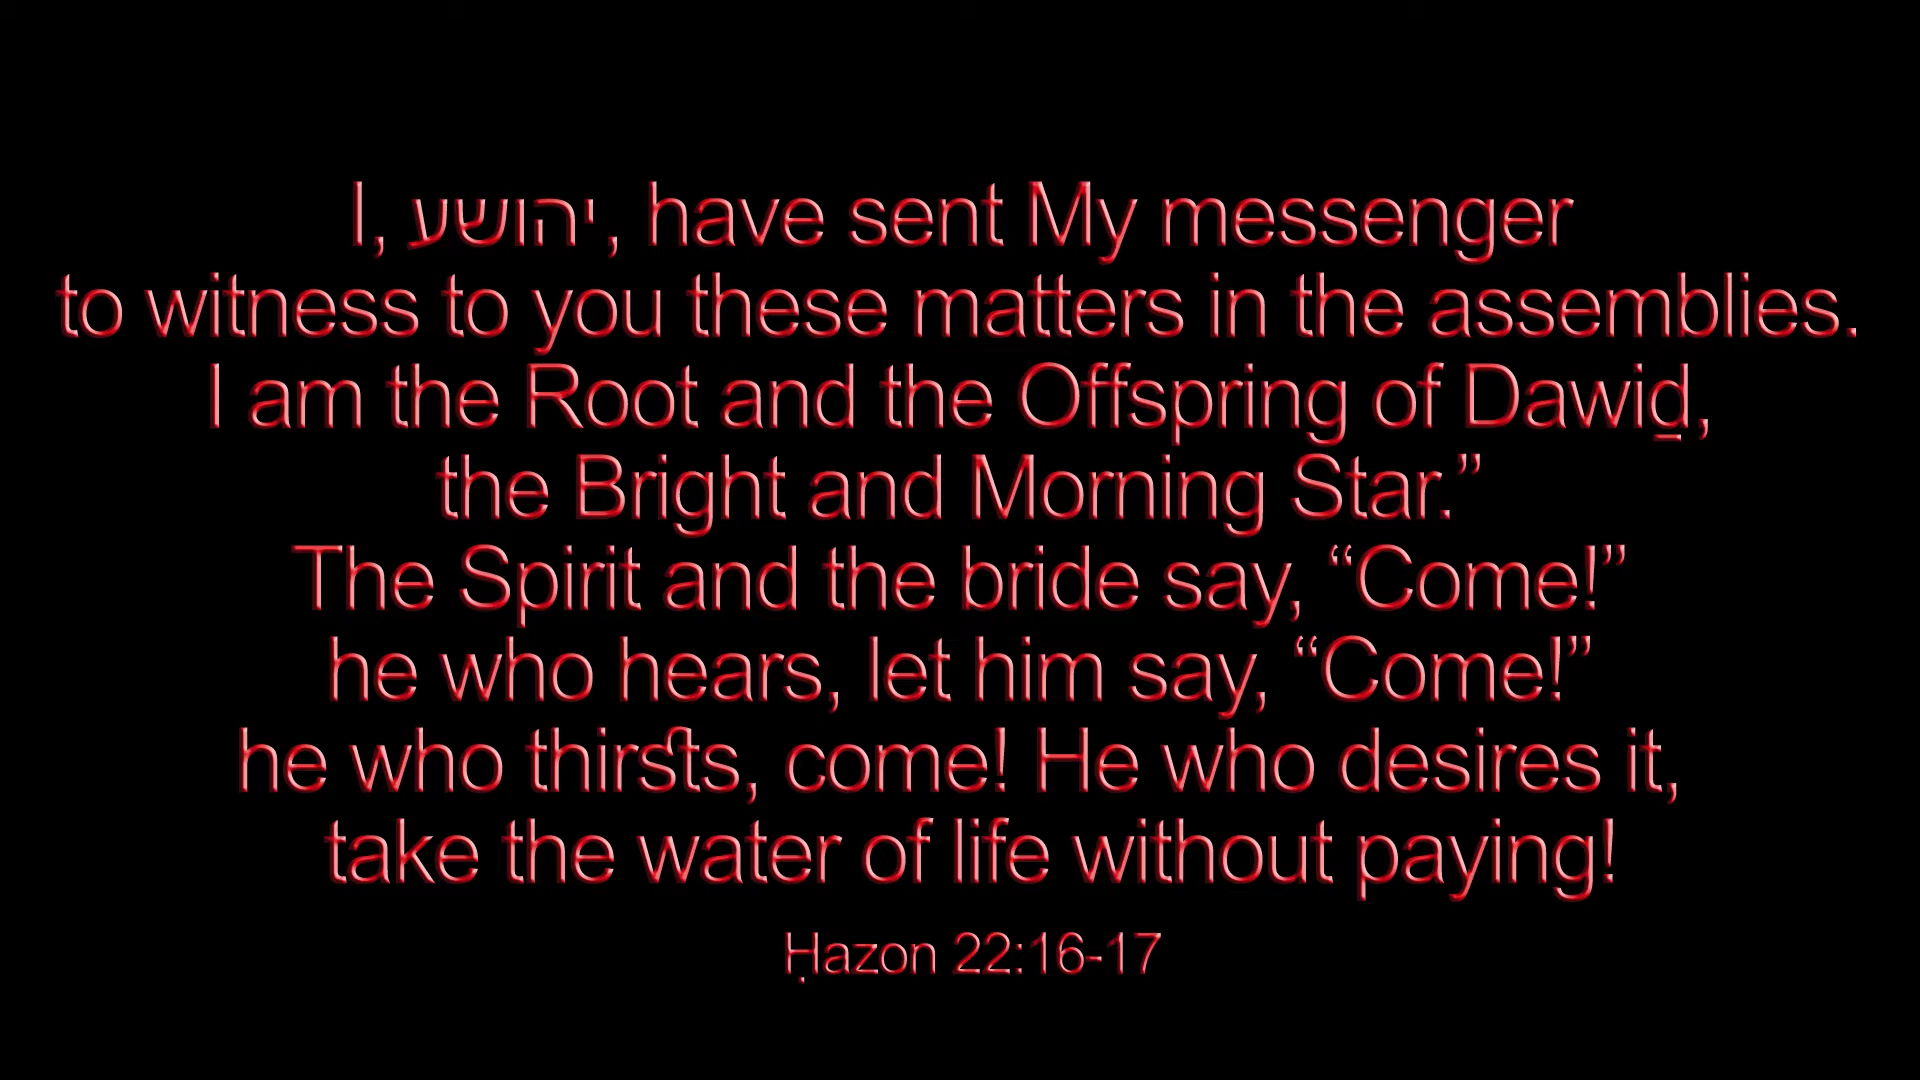 I, יהושע, have sent My messenger
to witness to you these matters in the assemblies.
I am the Root and the Offspring of Dawiḏ,
the Bright and Morning Star.”
The Spirit and the bride say, “Come!”
he who hears, let him say, “Come!”
he who thirsts, come! He who desires it,
take the water of life without paying!
Ḥazon 22:16-17